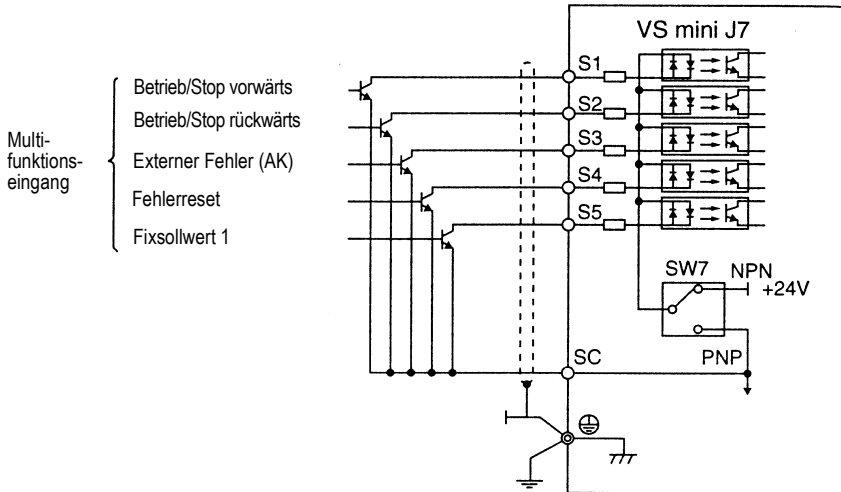 VS mini J7
S1
Betrieb/Stop vorwärts
S2
Betrieb/Stop rückwärts
Multi-
funktions-
eingang
S3
Externer Fehler (AK)
S4
Fehlerreset
S5
Fixsollwert 1
SW7
NPN
+24V
SC
PNP